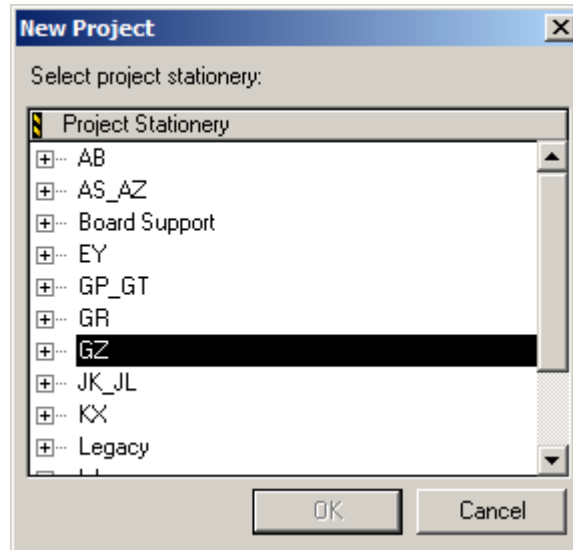 New Project
Select project stationery:
Project Stationery
AB
AS_AZ
Board Support
EY
GP_GT
GR
GZ
JK_JL
KX
Legacy
OK
Cancel